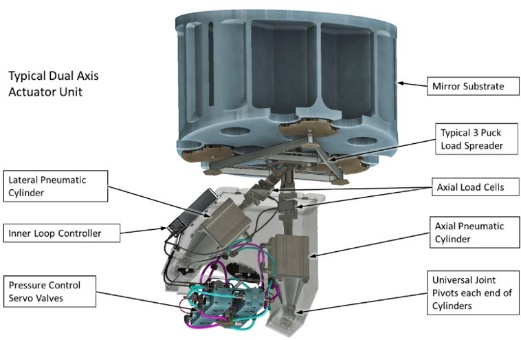 Typical Dual Axis
Actuator Unit
Mirror Substrate
Typical 3 Puck
Load Spreader
Lateral Pneumatic
Cylinder
Axial Load Cells
Inner Loop Controller
Axial Pneumatic
Cylinder
Pressure Control
Servo Valves
Universal Joint
Pivots each end of
Cylinders